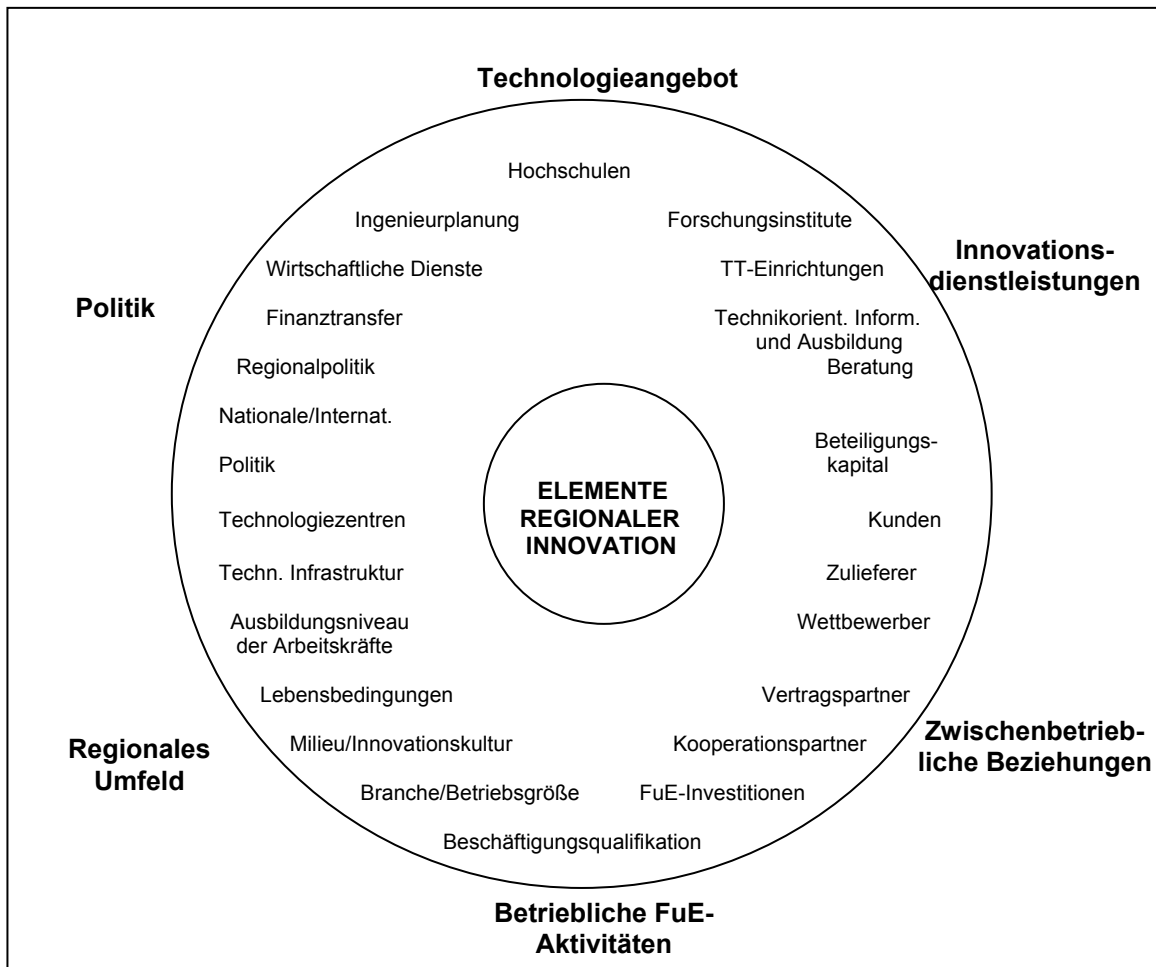 Technologieangebot
Hochschulen
Ingenieurplanung
Forschungsinstitute
Innovations-
dienstleistungen
Wirtschaftliche Dienste
TT-Einrichtungen
Politik
Finanztransfer
Technikorient. Inform.
und Ausbildung
Regionalpolitik
Beratung
Nationale/Internat.
Beteiligungs-
kapital
Politik
ELEMENTE
REGIONALER
INNOVATION
Technologiezentren
Kunden
Techn. Infrastruktur
Zulieferer
Ausbildungsniveau
der Arbeitskräfte
Wettbewerber
Lebensbedingungen
Vertragspartner
Regionales
Umfeld
Milieu/Innovationskultur
Kooperationspartner
Zwischenbetrieb-
liche Beziehungen
Branche/Betriebsgröße
FuE-Investitionen
Beschäftigungsqualifikation
Betriebliche FuE-
Aktivitäten